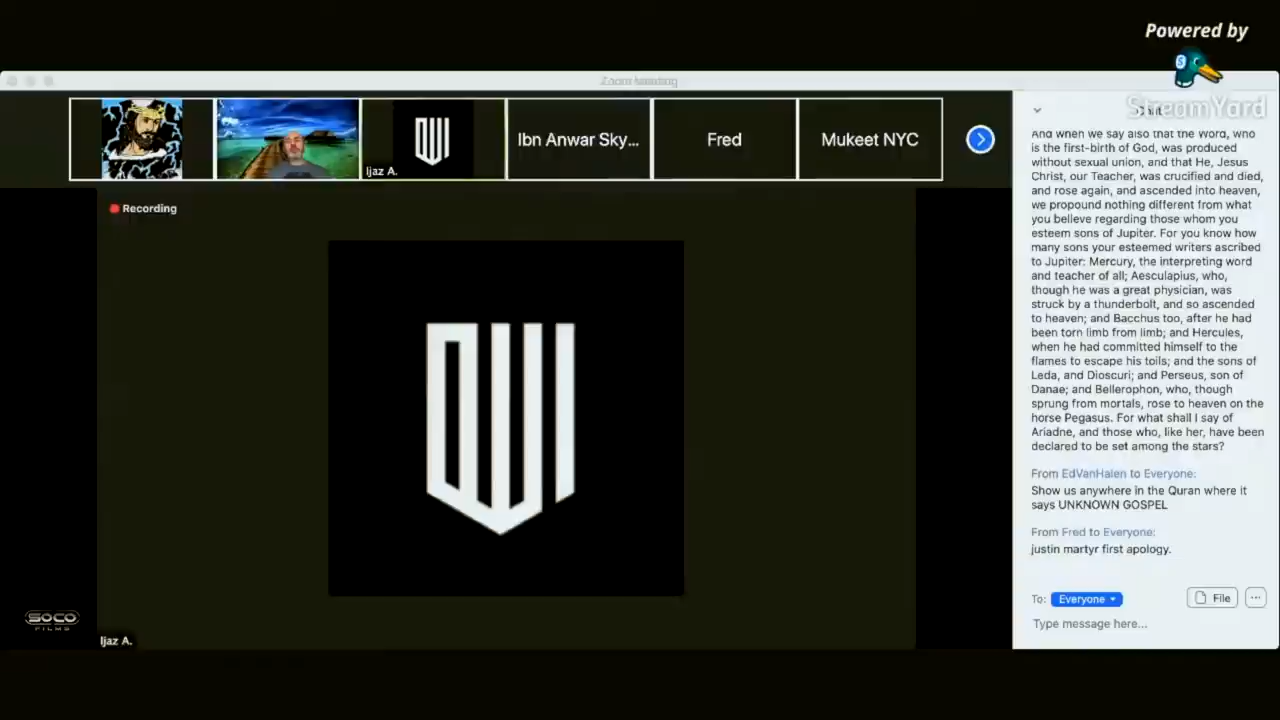 Powered by
StreamYard
Zoom Meeting
Ijaz A.
Ibn Anwar Sky...
Fred
Mukeet NYC
Recording
SOCO
FILMS
Ijaz A.
And when we say also that the Word, who
is the first-birth of God, was produced
without sexual union, and that He, Jesus
Christ, our Teacher, was crucified and died,
and rose again, and ascended into heaven,
we propound nothing different from what
you believe regarding those whom you
esteem sons of Jupiter. For you know how
many sons your esteemed writers ascribed
to Jupiter: Mercury, the interpreting word
and teacher of all; Aesculapius, who,
though he was a great physician, was
struck by a thunderbolt, and so ascended
to heaven; and Bacchus too, after he had
been torn limb from limb; and Hercules,
when he had committed himself to the
flames to escape his toils; and the sons of
Leda, and Dioscuri; and Perseus, son of
Danae; and Bellerophon, who, though
sprung from mortals, rose to heaven on the
horse Pegasus. For what shall I say of
Ariadne, and those who, like her, have been
declared to be set among the stars?
From EdVanHalen to Everyone:
Show us anywhere in the Quran where it
says UNKNOWN GOSPEL
From Fred to Everyone:
justin martyr first apology.
To: Everyone
File
Type message here...